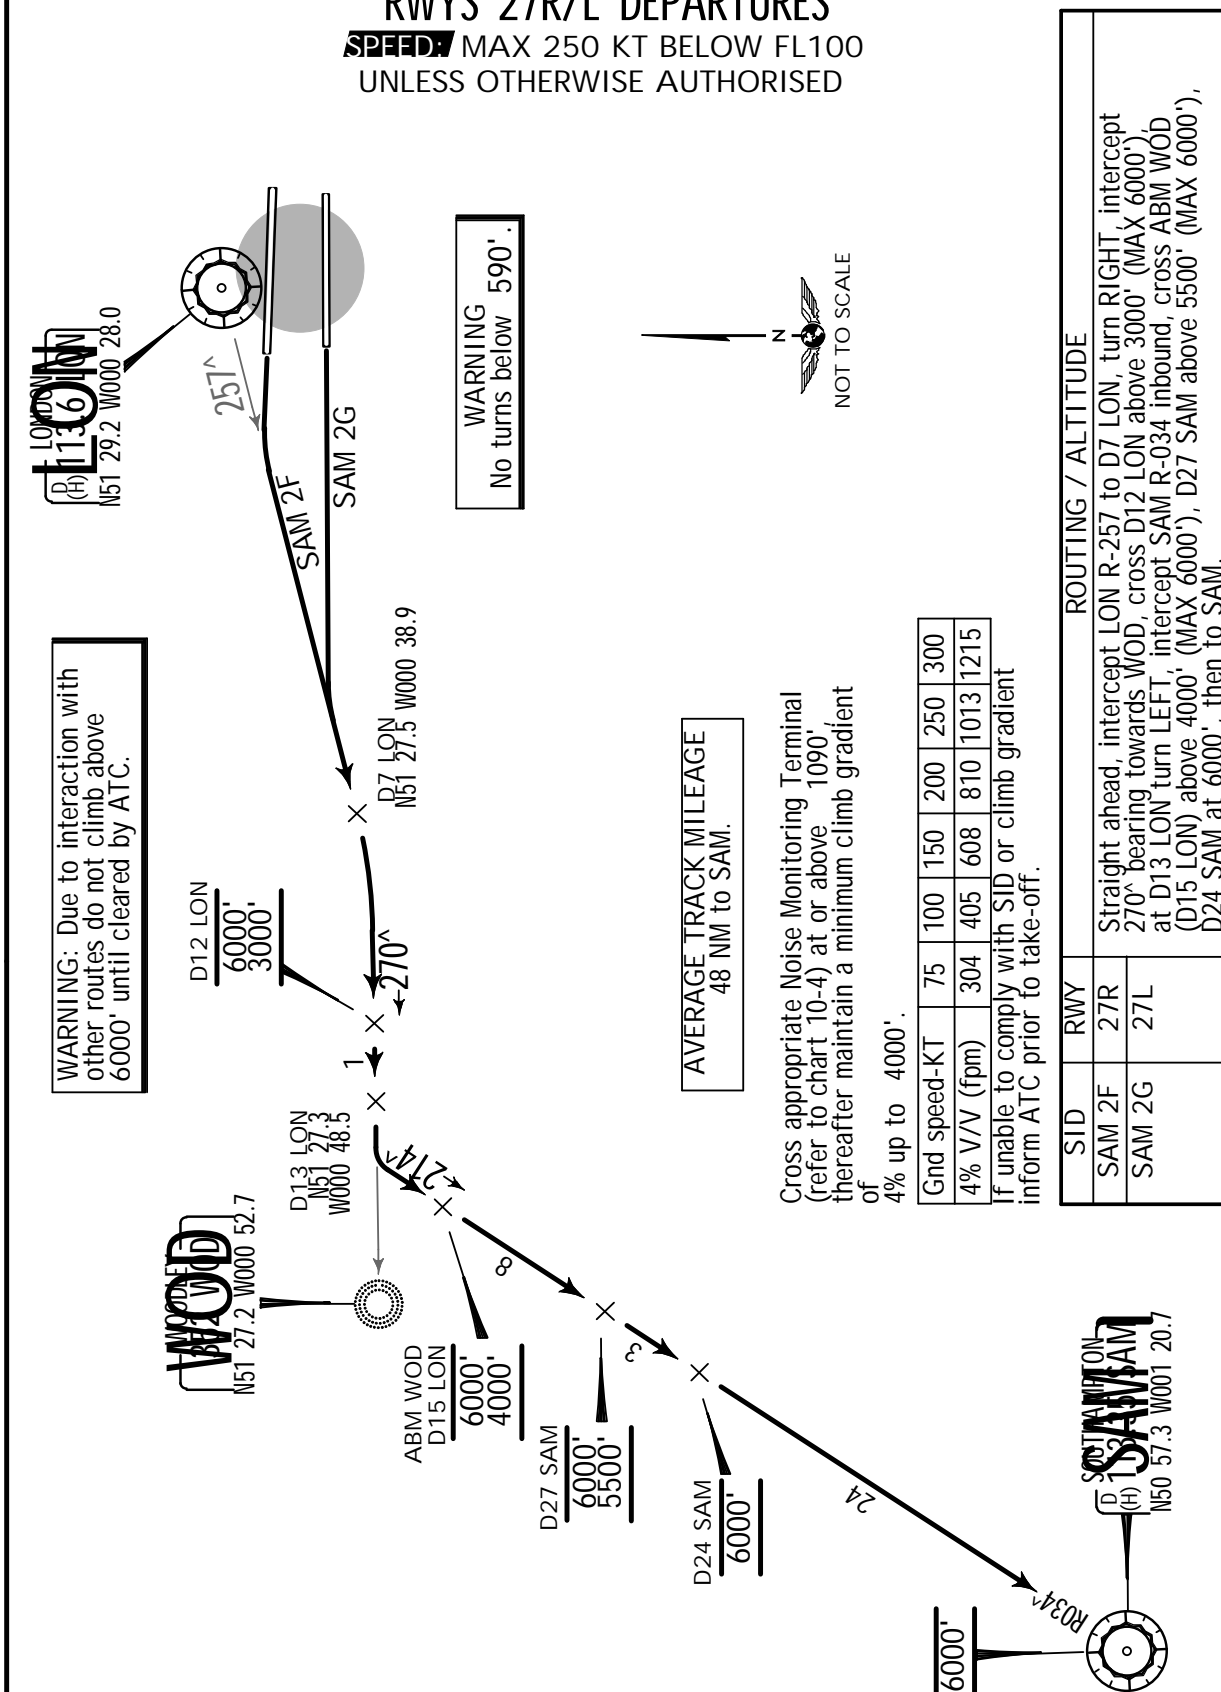 RWYS 27R/L DEPARTURES
SPEED: MAX 250 KT BELOW FL100
UNLESS OTHERWISE AUTHORISED
LONDON
D
(H) 113.6 LON
LON
N51 29.2 W000 28.0
257^
SAM 2F
SAM 2G
WARNING
No turns below 590'.
N
NOT TO SCALE
WARNING: Due to interaction with
other routes do not climb above
6000' until cleared by ATC.
D7 LON
N51 27.5 W000 38.9
D12 LON
6000'
3000'
270^
1
D13 LON
N51 27.3
W000 48.5
214^
WOODLEY
WOD
WOD
N51 27.2 W000 52.7
ABM WOD
D15 LON
6000'
4000'
8
D27 SAM
6000'
5500'
3
D24 SAM
6000'
24
R034^
6000'
SOUTHAMPTON
D
(H) 113.35 SAM
SAM
N50 57.3 W001 20.7
AVERAGE TRACK MILEAGE
48 NM to SAM.
Cross appropriate Noise Monitoring Terminal
(refer to chart 10-4) at or above 1090',
thereafter maintain a minimum climb gradient
of
4% up to 4000'.
Gnd speed-KT 75 100 150 200 250 300
4% V/V (fpm) 304 405 608 810 1013 1215
If unable to comply with SID or climb gradient
inform ATC prior to take-off.
SID RWY ROUTING / ALTITUDE
SAM 2F 27R
SAM 2G 27L
Straight ahead, intercept LON R-257 to D7 LON, turn RIGHT, intercept
270^ bearing towards WOD, cross D12 LON above 3000' (MAX 6000'),
at D13 LON turn LEFT, intercept SAM R-034 inbound, cross ABM WOD
(D15 LON) above 4000' (MAX 6000'), D27 SAM above 5500' (MAX 6000'),
D24 SAM at 6000', then to SAM.